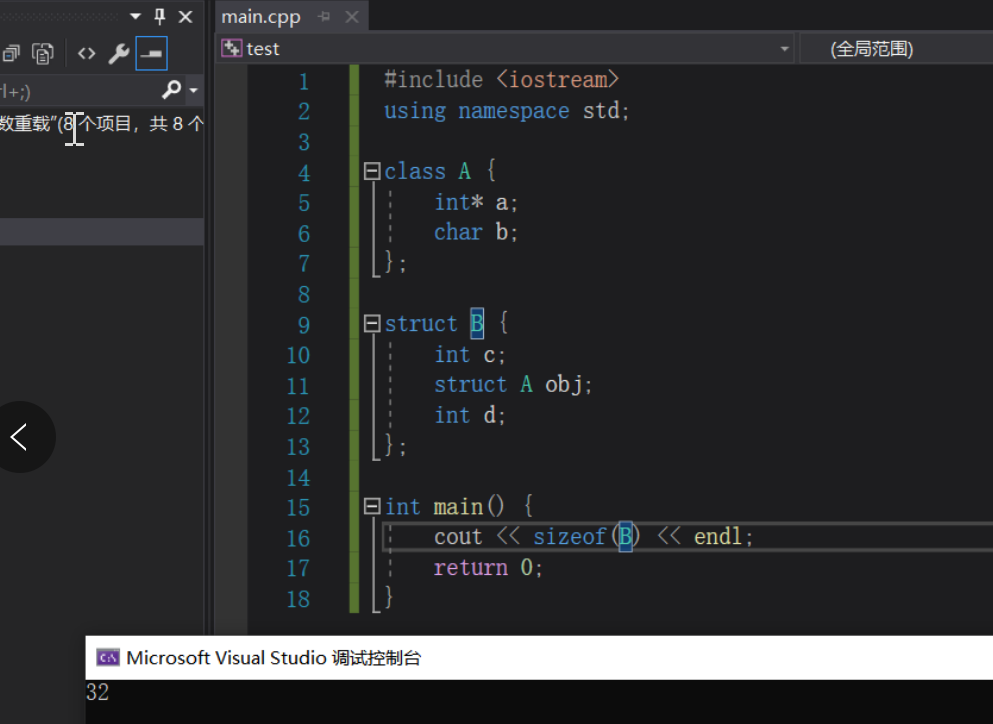 main.cpp
test
(全局范围)
l+;)
数重载”(8 个项目，共 8 个
1 #include <iostream>
2 using namespace std;
3
4 class A {
5 int* a;
6 char b;
7 };
8
9 struct B {
10 int c;
11 struct A obj;
12 int d;
13 };
14
15 int main() {
16 cout << sizeof(B) << endl;
17 return 0;
18 }
Microsoft Visual Studio 调试控制台
32